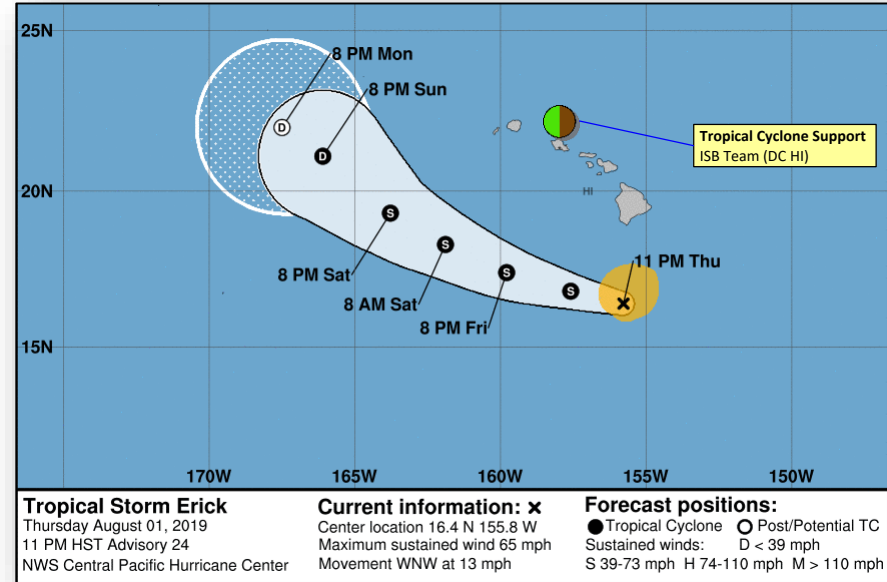 25N
8 PM Mon
8 PM Sun
D
D
Tropical Cyclone Support
ISB Team (DC HI)
20N
HI
S
S
S
S
8 PM Sat
8 AM Sat
8 PM Fri
11 PM Thu
15N
170W 165W 160W 155W 150W
Tropical Storm Erick
Thursday August 01, 2019
11 PM HST Advisory 24
NWS Central Pacific Hurricane Center
Current information: ×
Center location 16.4 N 155.8 W
Maximum sustained wind 65 mph
Movement WNW at 13 mph
Forecast positions:
● Tropical Cyclone ○ Post/Potential TC
Sustained winds: D < 39 mph
S 39-73 mph H 74-110 mph M > 110 mph